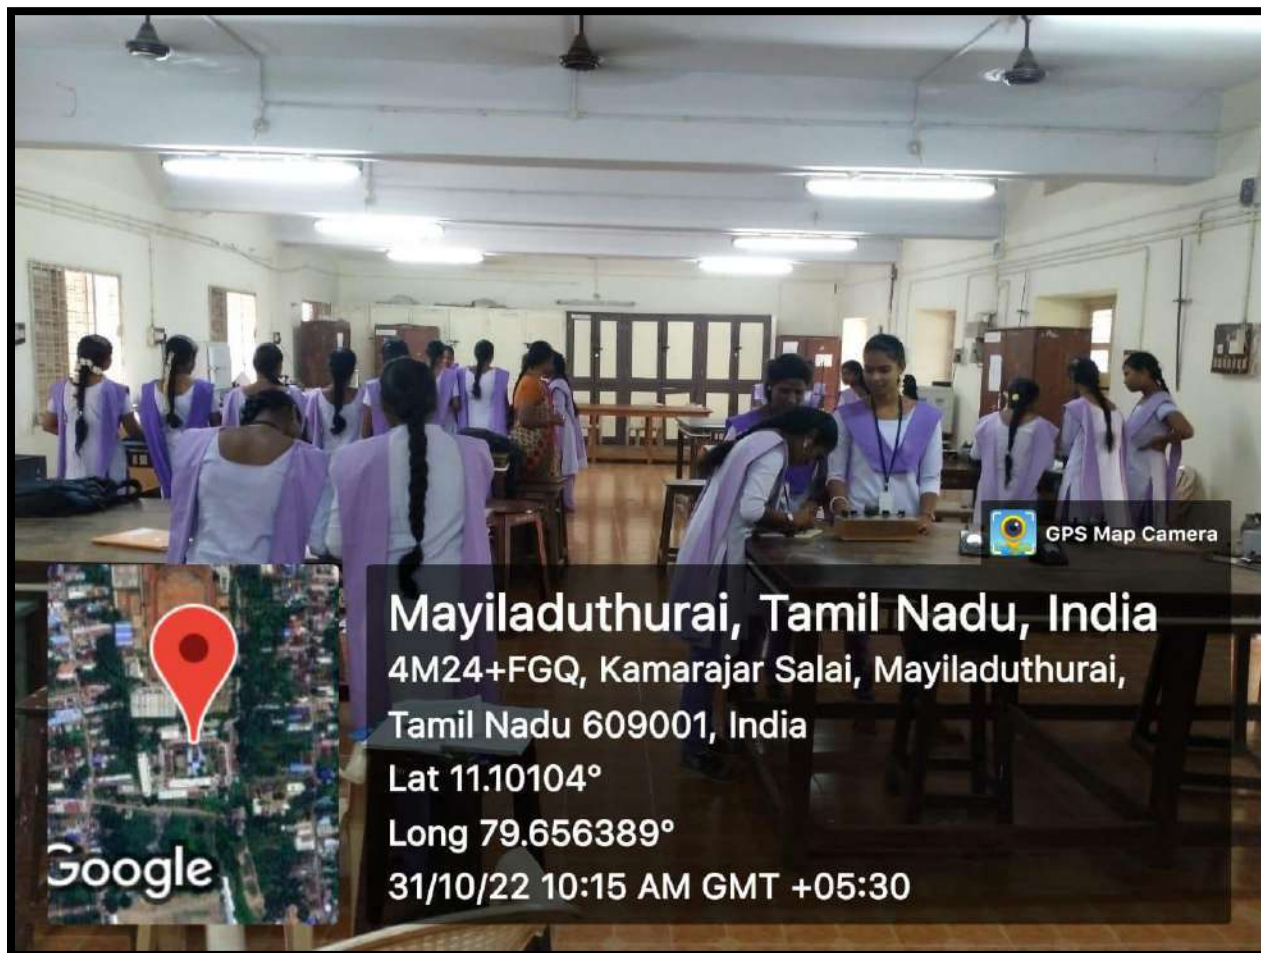 GPS Map Camera
Mayiladuthurai, Tamil Nadu, India
4M24+FGQ, Kamarajar Salai, Mayiladuthurai,
Tamil Nadu 609001, India
Lat 11.10104°
Long 79.656389°
31/10/22 10:15 AM GMT +05:30
Google